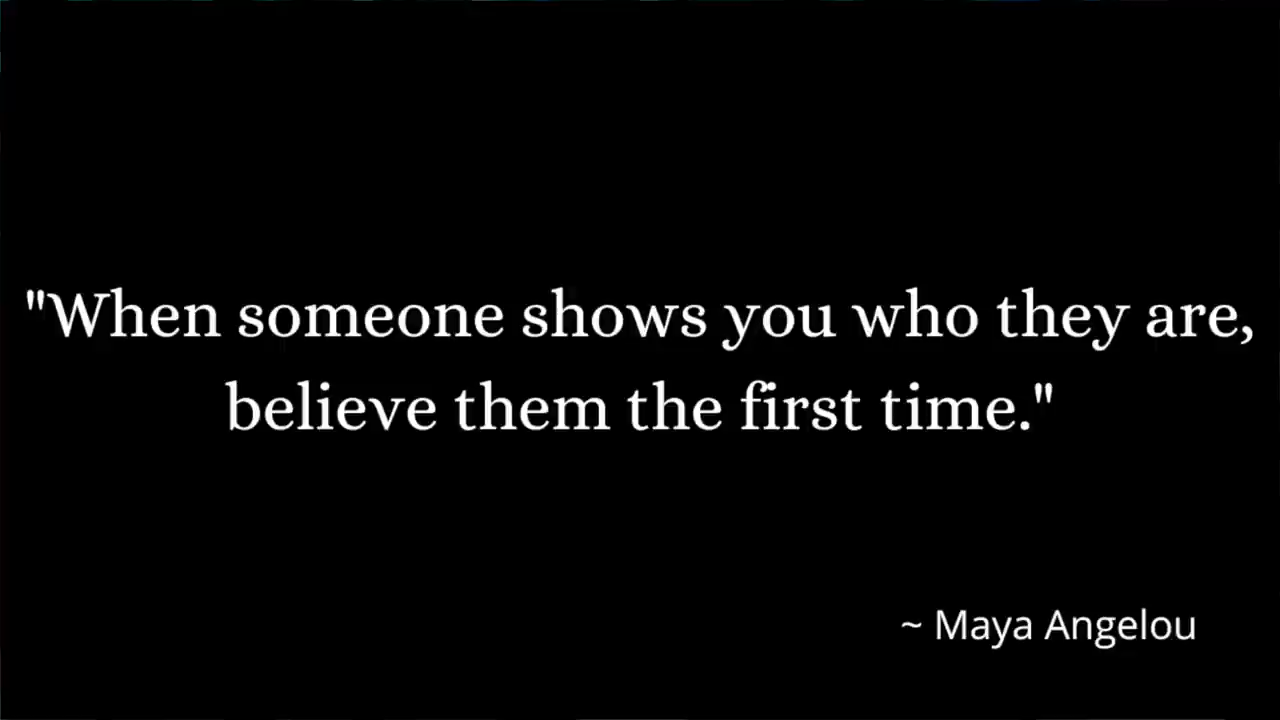 "When someone shows you who they are,
believe them the first time."
~ Maya Angelou